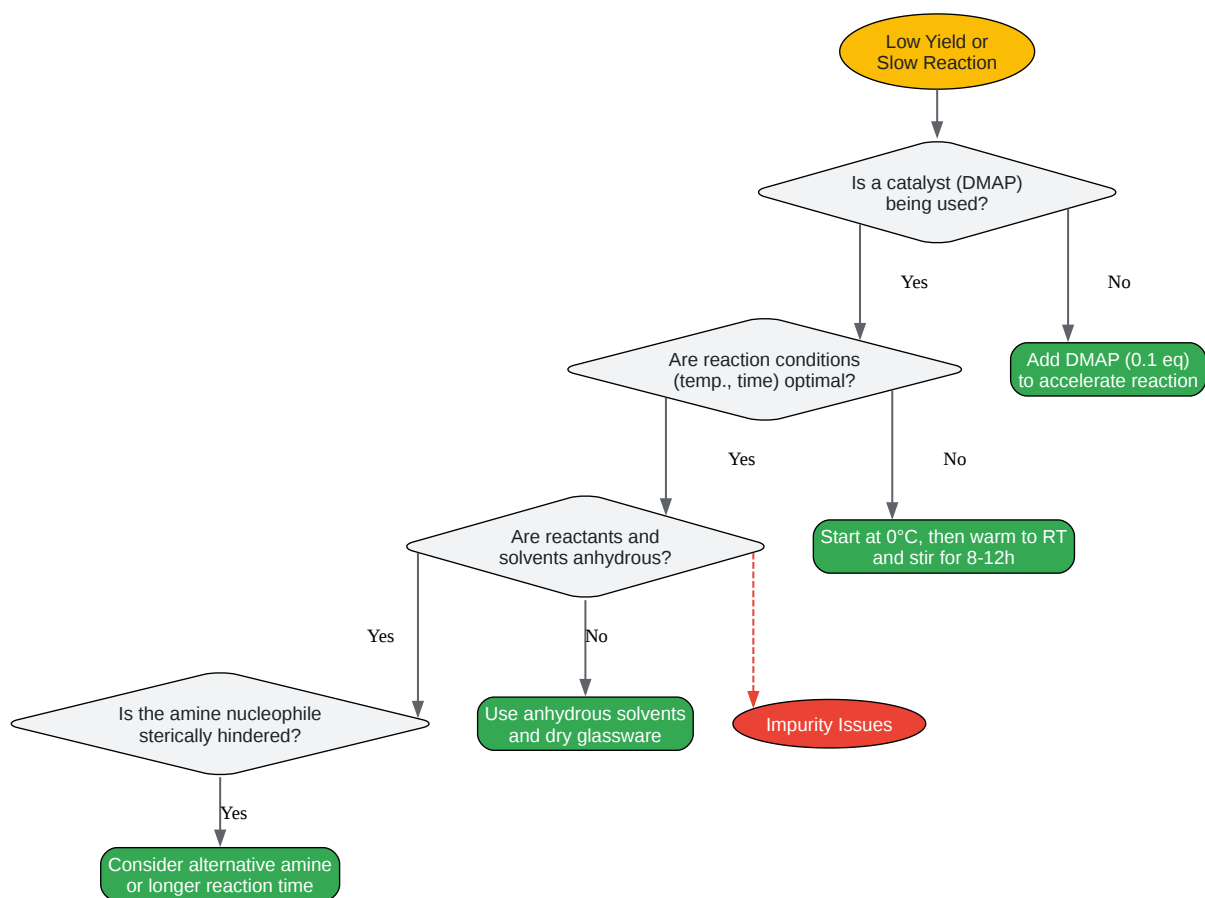 Low Yield or
Slow Reaction
Is a catalyst (DMAP)
being used?
Yes
No
Are reaction conditions
(temp., time) optimal?
Add DMAP (0.1 eq)
to accelerate reaction
Yes
No
Are reactants and
solvents anhydrous?
Start at 0°C, then warm to RT
and stir for 8-12h
Yes
No
Is the amine nucleophile
sterically hindered?
Use anhydrous solvents
and dry glassware
Impurity Issues
Yes
Consider alternative amine
or longer reaction time